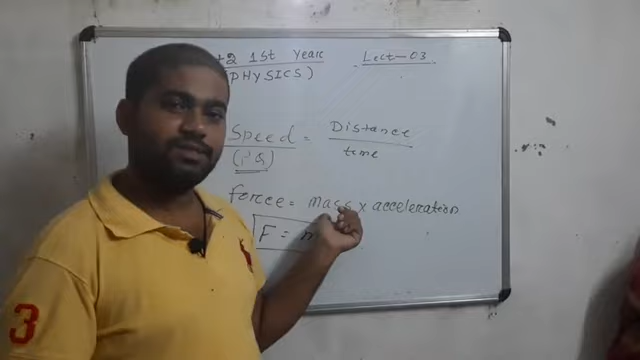 +2 1st Year
(PHYSICS)
Lect-03
Speed = Distance
time
Force = mass x acceleration
F =
3